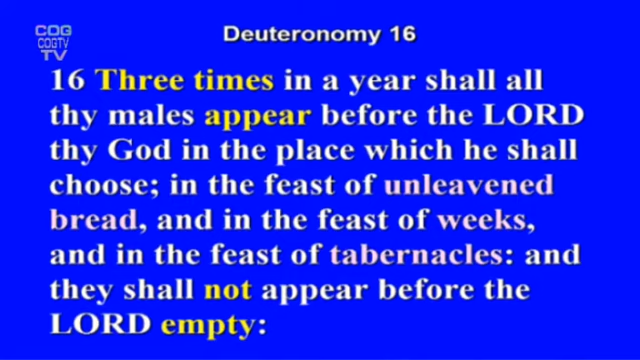 COG
COGTV
TV
Deuteronomy 16
16 Three times in a year shall all
thy males appear before the LORD
thy God in the place which he shall
choose; in the feast of unleavened
bread, and in the feast of weeks,
and in the feast of tabernacles: and
they shall not appear before the
LORD empty: